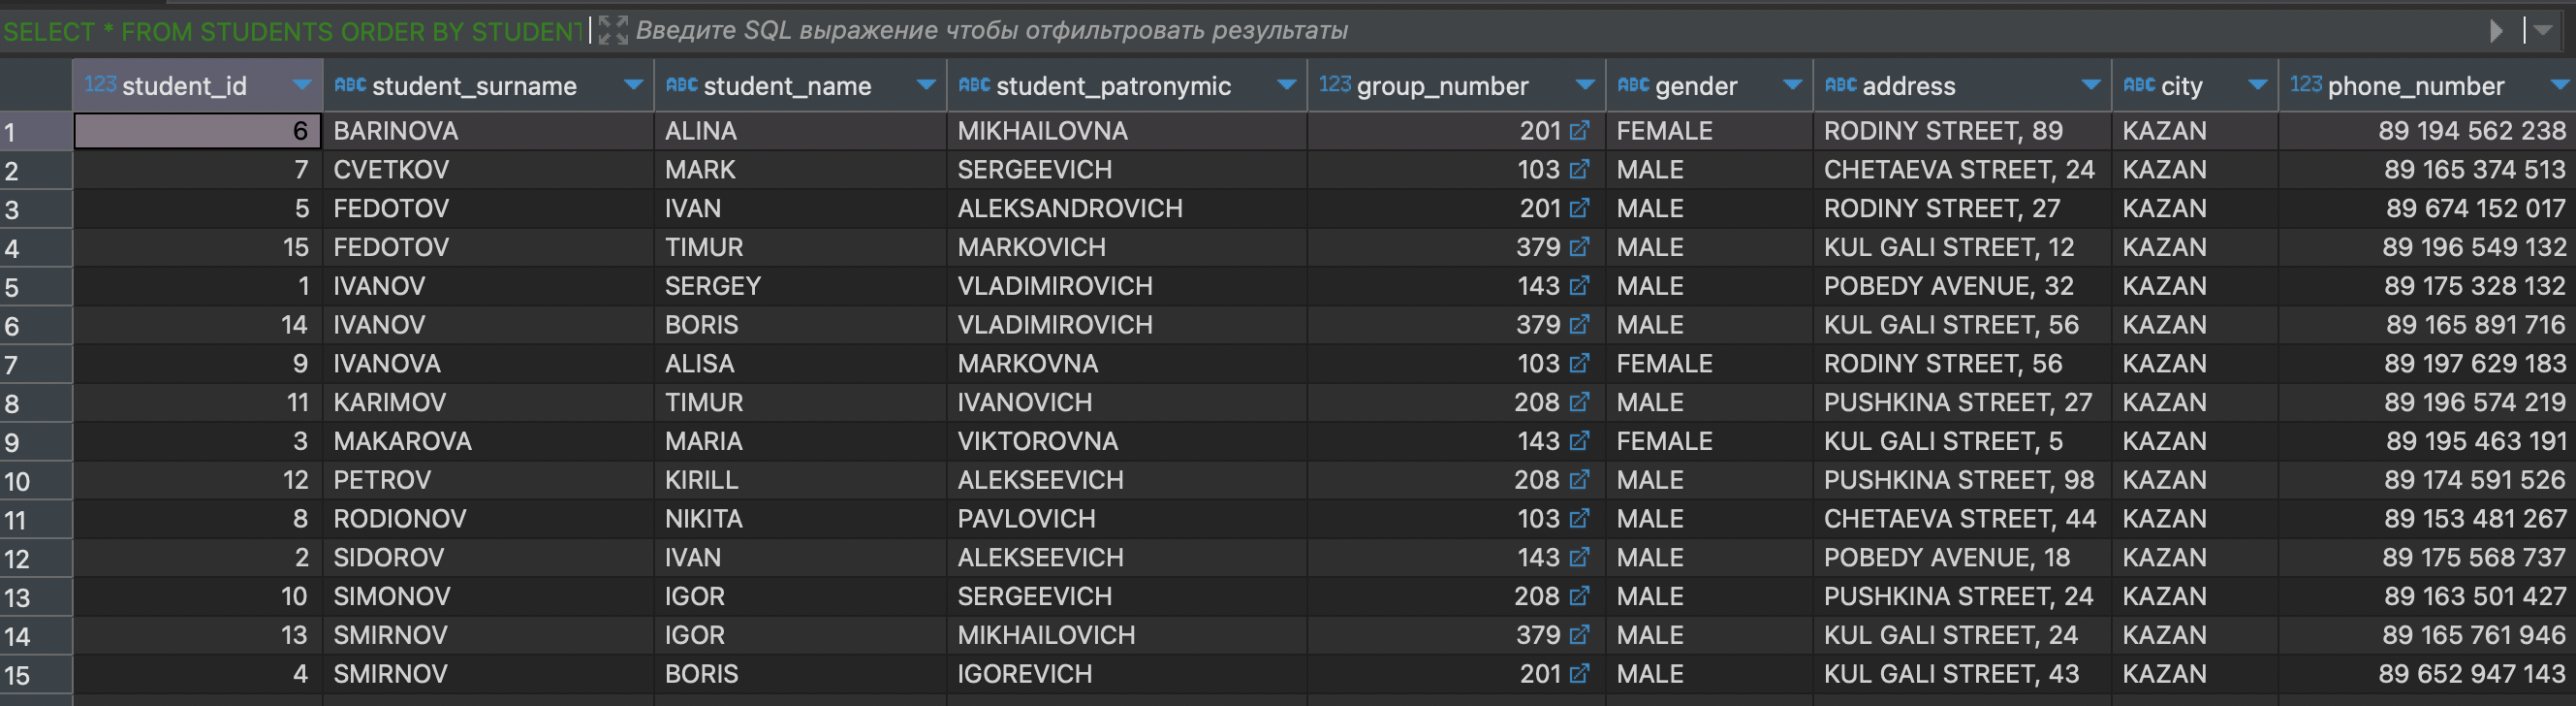 SELECT * FROM STUDENTS ORDER BY STUDENT Введите SQL выражение чтобы отфильтровать результаты
123 student_id ABC student_surname ABC student_name ABC student_patronymic 123 group_number ABC gender ABC address ABC city 123 phone_number
1 6 BARINOVA ALINA MIKHAILOVNA 201 FEMALE RODINY STREET, 89 KAZAN 89 194 562 238
2 7 CVETKOV MARK SERGEEVICH 103 MALE CHETAEVA STREET, 24 KAZAN 89 165 374 513
3 5 FEDOTOV IVAN ALEKSANDROVICH 201 MALE RODINY STREET, 27 KAZAN 89 674 152 017
4 15 FEDOTOV TIMUR MARKOVICH 379 MALE KUL GALI STREET, 12 KAZAN 89 196 549 132
5 1 IVANOV SERGEY VLADIMIROVICH 143 MALE POBEDY AVENUE, 32 KAZAN 89 175 328 132
6 14 IVANOV BORIS VLADIMIROVICH 379 MALE KUL GALI STREET, 56 KAZAN 89 165 891 716
7 9 IVANOVA ALISA MARKOVNA 103 FEMALE RODINY STREET, 56 KAZAN 89 197 629 183
8 11 KARIMOV TIMUR IVANOVICH 208 MALE PUSHKINA STREET, 27 KAZAN 89 196 574 219
9 3 MAKAROVA MARIA VIKTOROVNA 143 FEMALE KUL GALI STREET, 5 KAZAN 89 195 463 191
10 12 PETROV KIRILL ALEKSEEVICH 208 MALE PUSHKINA STREET, 98 KAZAN 89 174 591 526
11 8 RODIONOV NIKITA PAVLOVICH 103 MALE CHETAEVA STREET, 44 KAZAN 89 153 481 267
12 2 SIDOROV IVAN ALEKSEEVICH 143 MALE POBEDY AVENUE, 18 KAZAN 89 175 568 737
13 10 SIMONOV IGOR SERGEEVICH 208 MALE PUSHKINA STREET, 24 KAZAN 89 163 501 427
14 13 SMIRNOV IGOR MIKHAILOVICH 379 MALE KUL GALI STREET, 24 KAZAN 89 165 761 946
15 4 SMIRNOV BORIS IGOREVICH 201 MALE KUL GALI STREET, 43 KAZAN 89 652 947 143